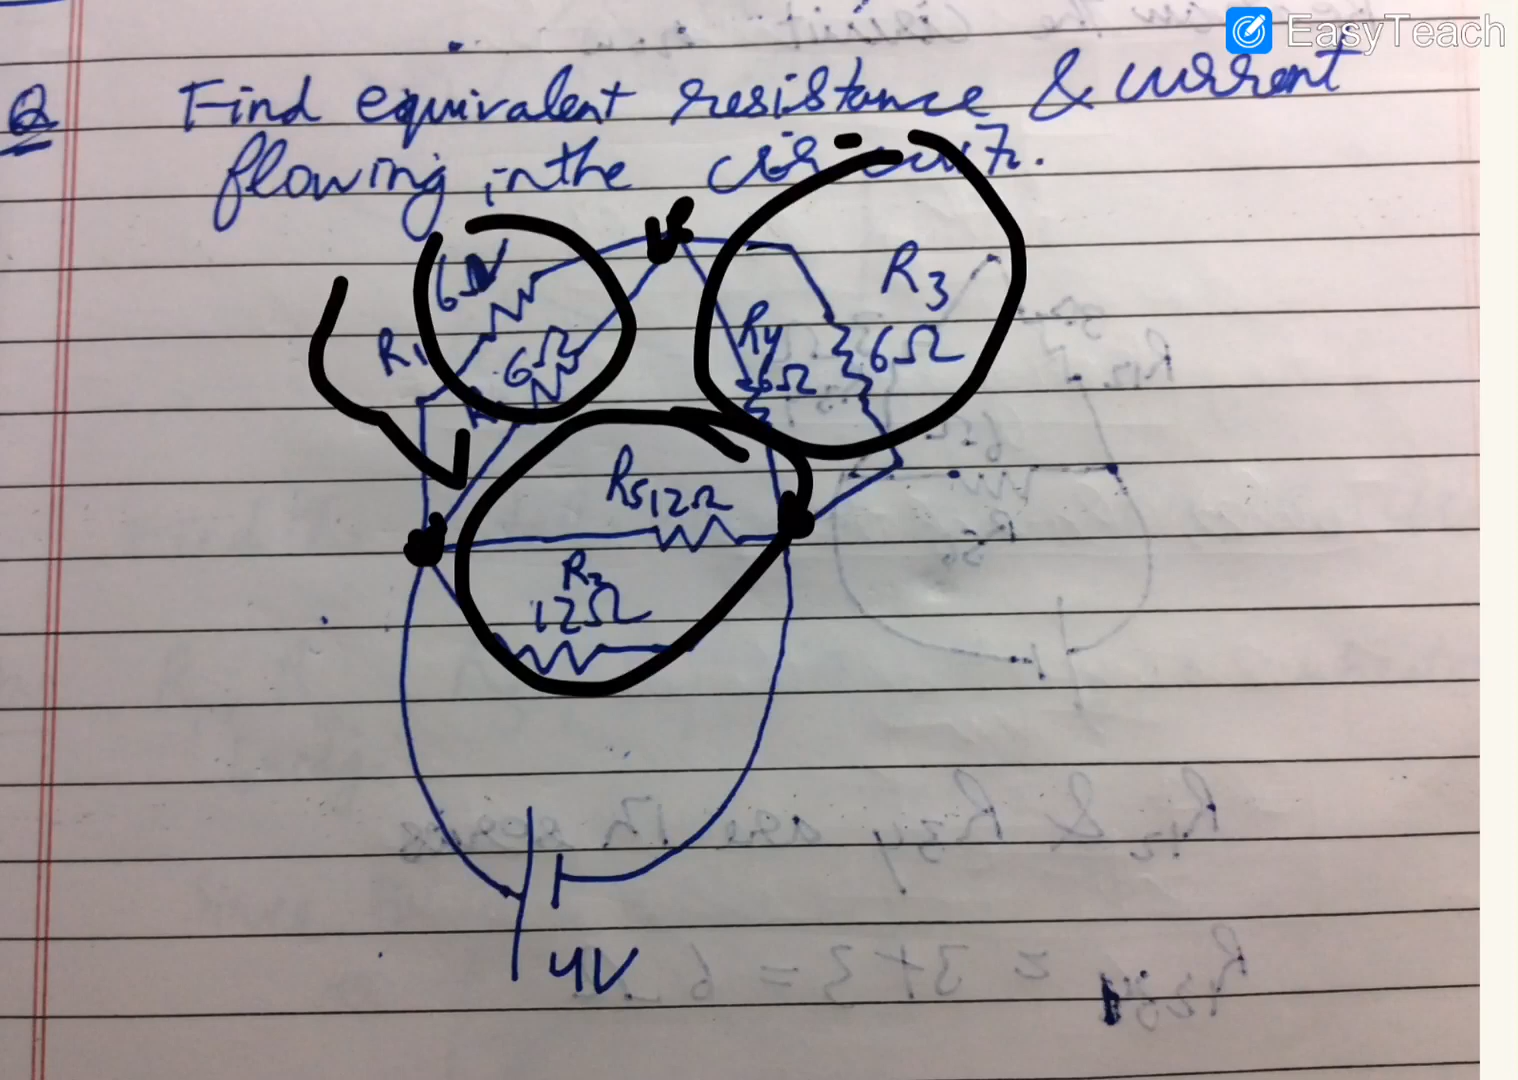 EasyTeach
Q Find equivalent resistance & current
flowing in the circuit.
6Ω
R1
6Ω
R3
6Ω
R4
6Ω
R5 12Ω
12Ω
4V